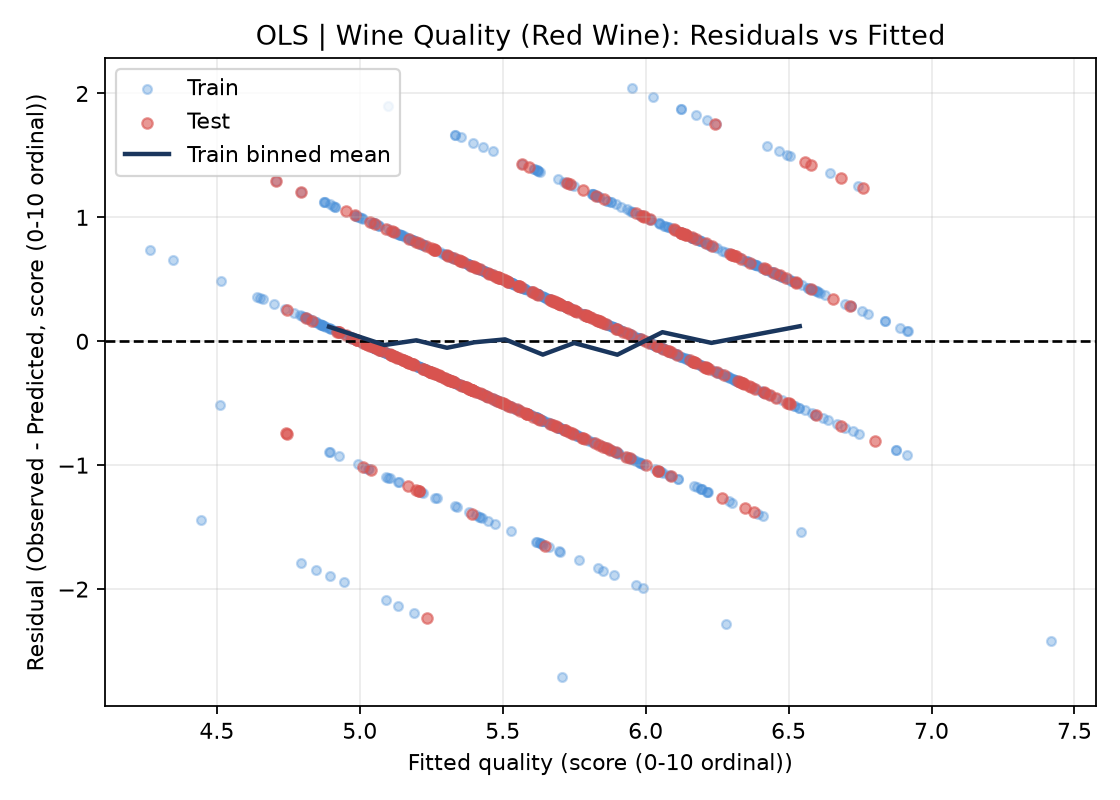 OLS | Wine Quality (Red Wine): Residuals vs Fitted
Train
Test
Train binned mean
Residual (Observed - Predicted, score (0-10 ordinal))
2
1
0
−1
−2
4.5
5.0
5.5
6.0
6.5
7.0
7.5
Fitted quality (score (0-10 ordinal))